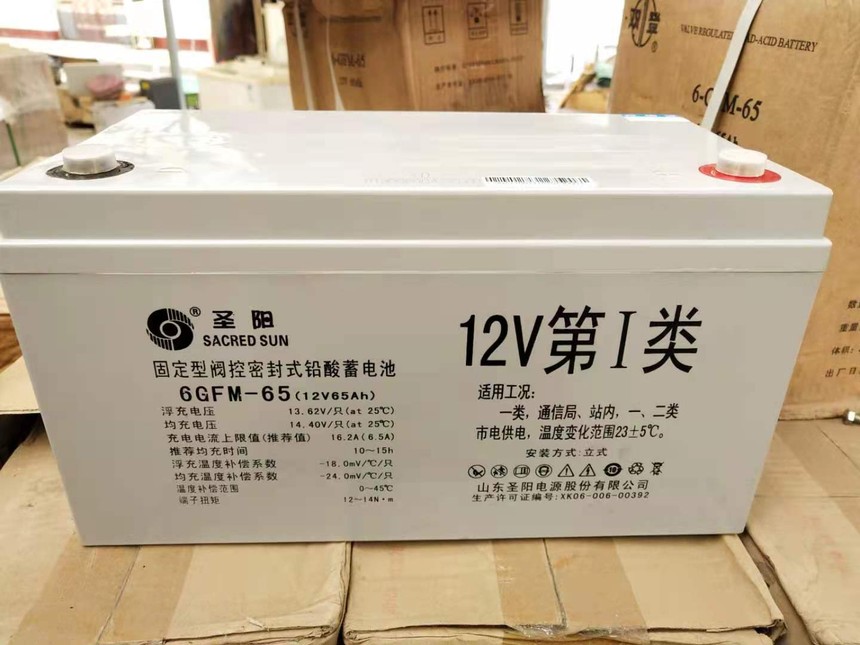 6-GFM-65
VALVE REGULATED LEAD-ACID BATTERY
圣阳®
SACRED SUN
固定型阀控密封式铅酸蓄电池
6GFM-65(12V65Ah)
浮充电压 13.62V/只(at 25℃)
均充电压 14.40V/只(at 25℃)
充电电流上限值(推荐值) 16.2A(6.5A)
推荐均充时间 10~15h
浮充温度补偿系数 -18.0mV/℃/只
均充温度补偿系数 -24.0mV/℃/只
温度补偿范围 0~45℃
端子扭矩 12~14N·m
12V第I类
适用工况:
一类,通信局、站内,一、二类
市电供电,温度变化范围23±5℃。
安装方式:立式
山东圣阳电源股份有限公司
生产许可证编号:XK06-006-00392